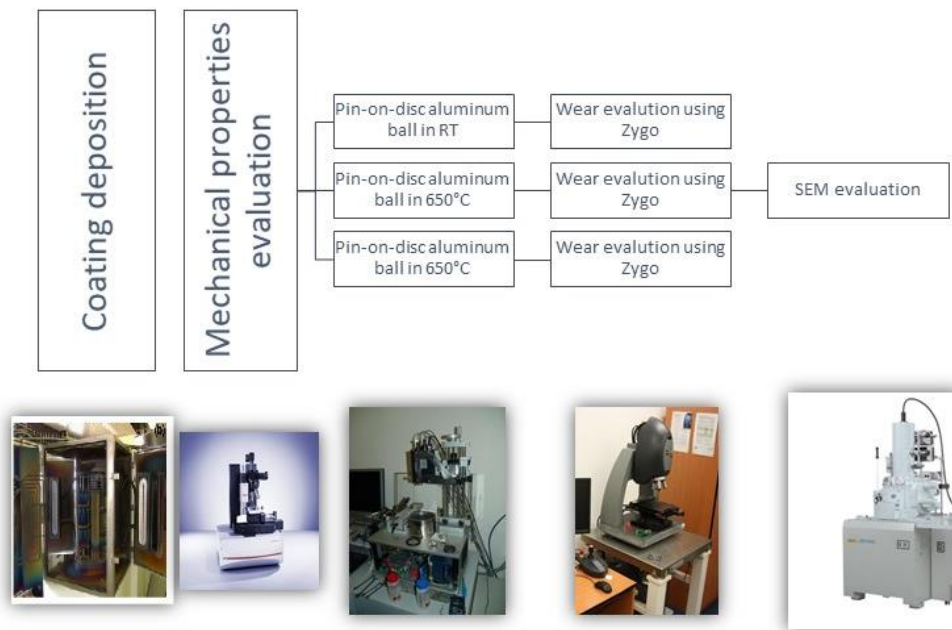 Coating deposition
Mechanical properties
evaluation
Pin-on-disc aluminum
ball in RT
Wear evalution using
Zygo
Pin-on-disc aluminum
ball in 650°C
Wear evalution using
Zygo
SEM evaluation
Pin-on-disc aluminum
ball in 650°C
Wear evalution using
Zygo
(b)